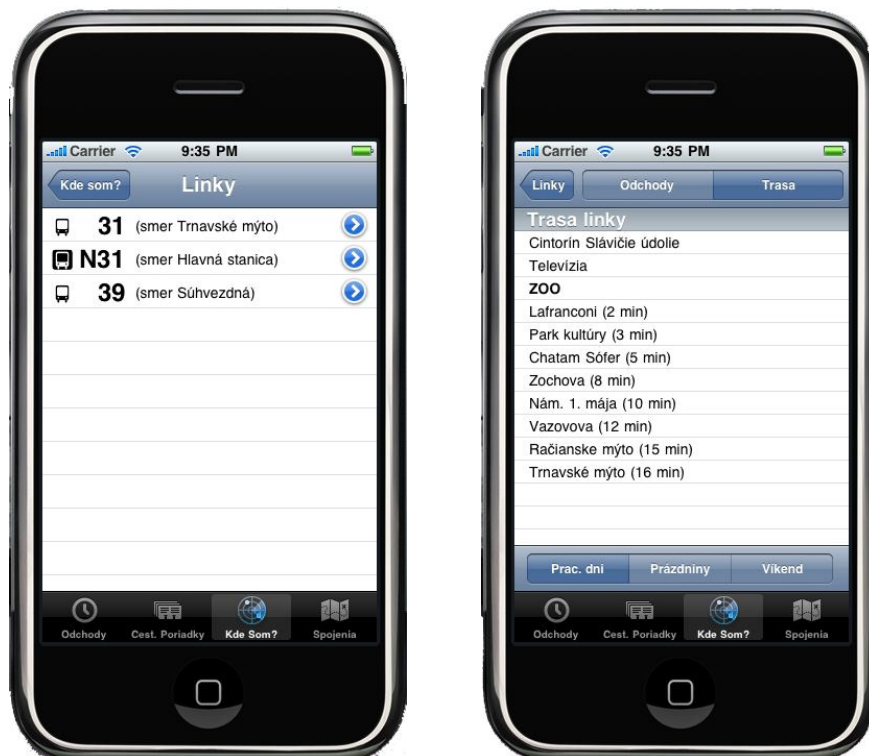 Carrier 9:35 PM
Kde som? Linky
31 (smer Trnavské mýto)
N31 (smer Hlavná stanica)
39 (smer Súhvezdná)
Odchody Cest. Poriadky Kde Som? Spojenia
Carrier 9:35 PM
Linky Odchody Trasa
Trasa linky
Cintorín Slávičie údolie
Televízia
ZOO
Lafranconi (2 min)
Park kultúry (3 min)
Chatam Sófer (5 min)
Zochova (8 min)
Nám. 1. mája (10 min)
Vazovova (12 min)
Račianske mýto (15 min)
Trnavské mýto (16 min)
Prac. dni Prázdniny Víkend
Odchody Cest. Poriadky Kde Som? Spojenia